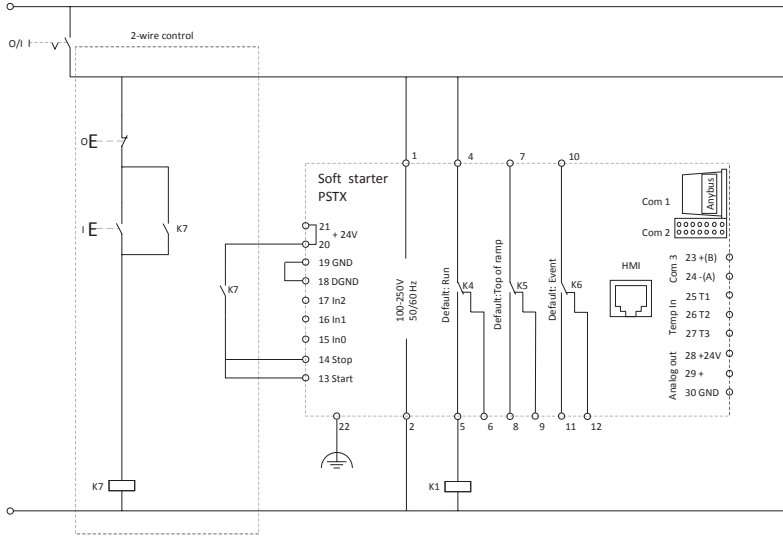 2-wire control
O/I
O
I
K7
K7
K7
1
4
7
10
Soft starter
PSTX
21
+ 24V
20
19 GND
18 DGND
17 In2
16 In1
15 In0
14 Stop
13 Start
100-250V
50/60 Hz
Default: Run
K4
Default:Top of ramp
K5
Default: Event
K6
HMI
Com 1
Anybus
Com 2
Com 3
23 +(B)
24 -(A)
Temp In
25 T1
26 T2
27 T3
Analog out
28 +24V
29 +
30 GND
22
2
5
6
8
9
11
12
K1